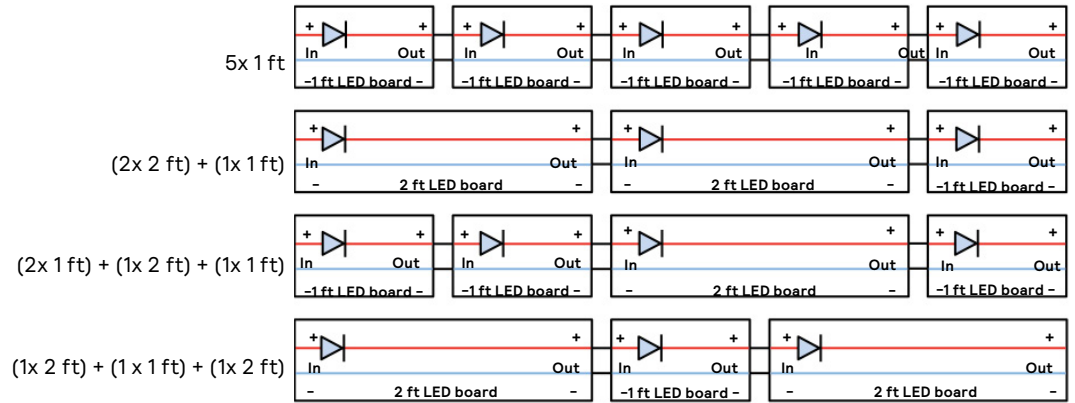 + + + + + + + + + +
5x 1 ft
In Out In Out In Out In Out In Out
-1 ft LED board - -1 ft LED board - -1 ft LED board - -1 ft LED board - -1 ft LED board -
+ + + + + +
(2x 2 ft) + (1x 1 ft)
In Out In Out In Out
- 2 ft LED board - - 2 ft LED board - -1 ft LED board -
+ + + + + + + +
(2x 1 ft) + (1x 2 ft) + (1x 1 ft)
In Out In Out In Out In Out
-1 ft LED board - -1 ft LED board - - 2 ft LED board - -1 ft LED board -
+ + + + + +
(1x 2 ft) + (1 x 1 ft) + (1x 2 ft)
In Out In Out In Out
- 2 ft LED board - -1 ft LED board - - 2 ft LED board -